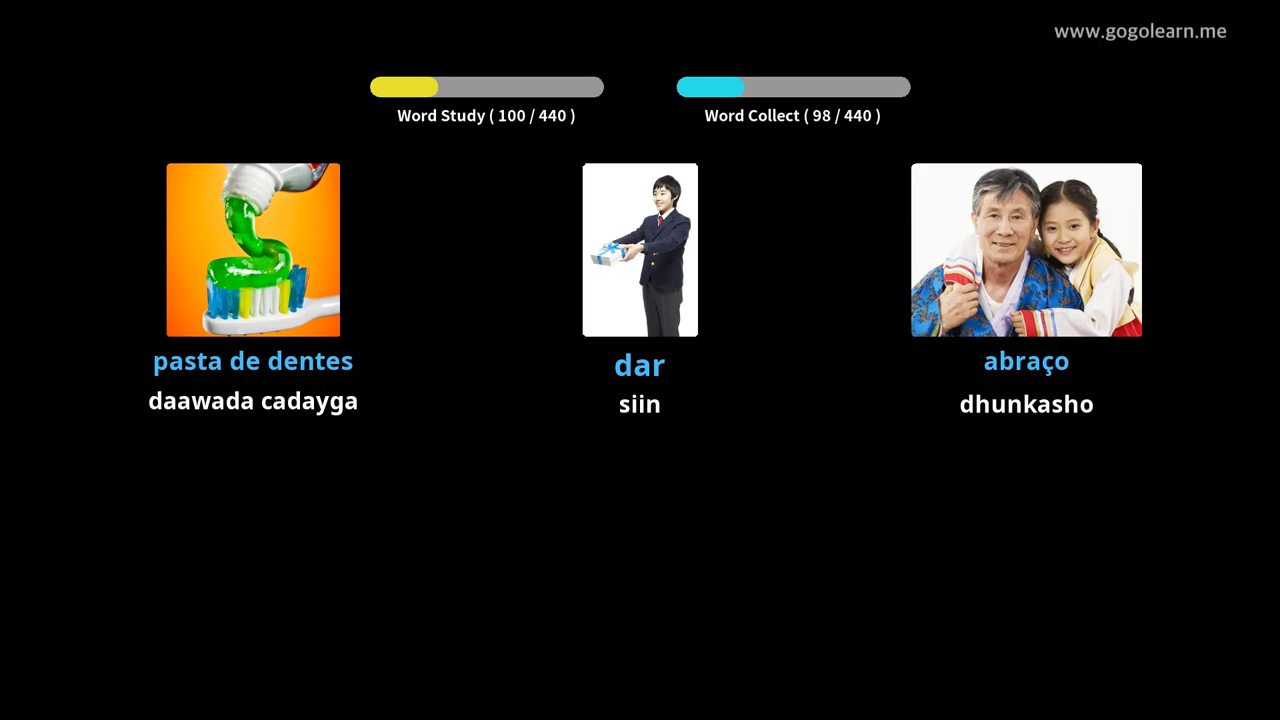 www.gogolearn.me
Word Study ( 100 / 440 )
Word Collect ( 98 / 440 )
pasta de dentes
daawada cadayga
dar
siin
abraço
dhunkasho